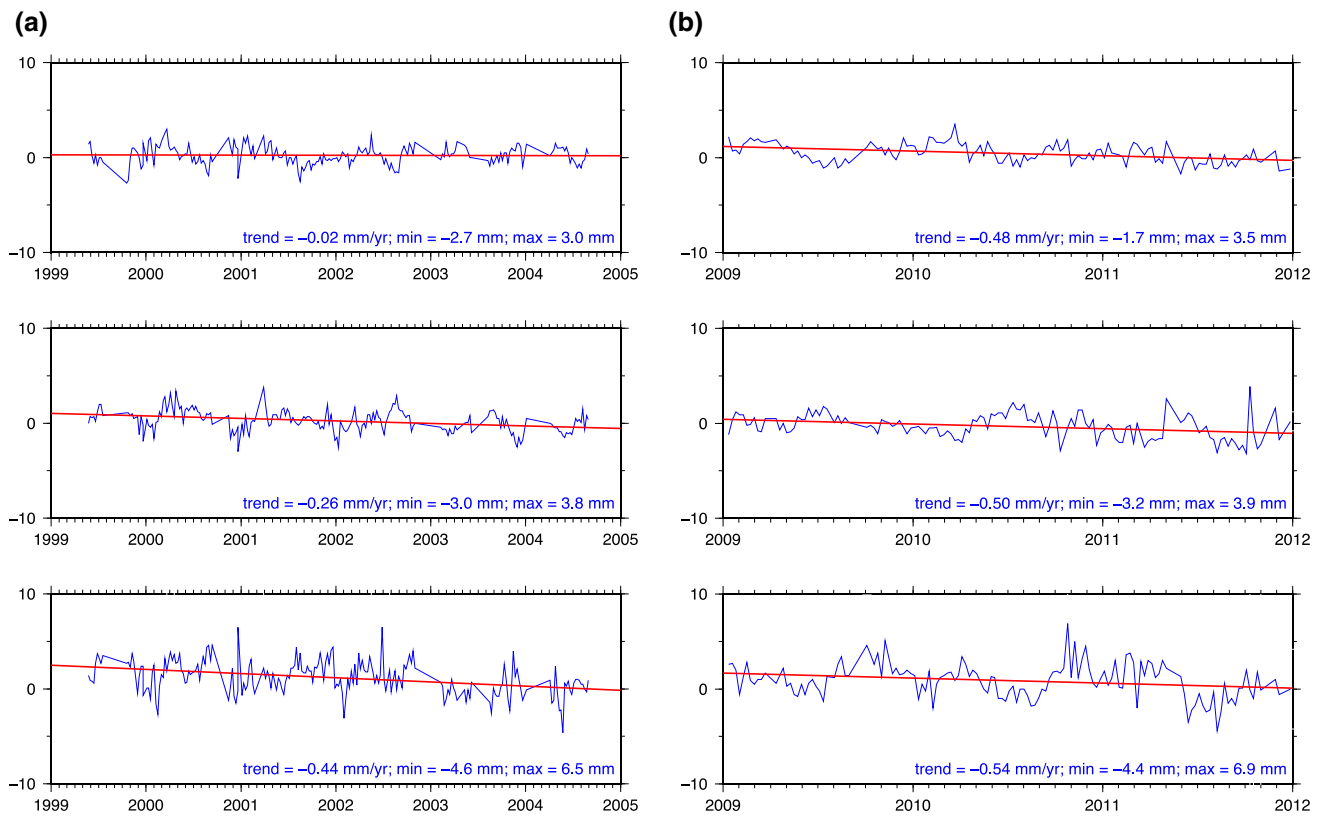 (a)
10
0
−10
trend = −0.02 mm/yr; min = −2.7 mm; max = 3.0 mm
1999 2000 2001 2002 2003 2004 2005
10
0
−10
trend = −0.26 mm/yr; min = −3.0 mm; max = 3.8 mm
1999 2000 2001 2002 2003 2004 2005
10
0
−10
trend = −0.44 mm/yr; min = −4.6 mm; max = 6.5 mm
1999 2000 2001 2002 2003 2004 2005
(b)
10
0
−10
trend = −0.48 mm/yr; min = −1.7 mm; max = 3.5 mm
2009 2010 2011 2012
10
0
−10
trend = −0.50 mm/yr; min = −3.2 mm; max = 3.9 mm
2009 2010 2011 2012
10
0
−10
trend = −0.54 mm/yr; min = −4.4 mm; max = 6.9 mm
2009 2010 2011 2012